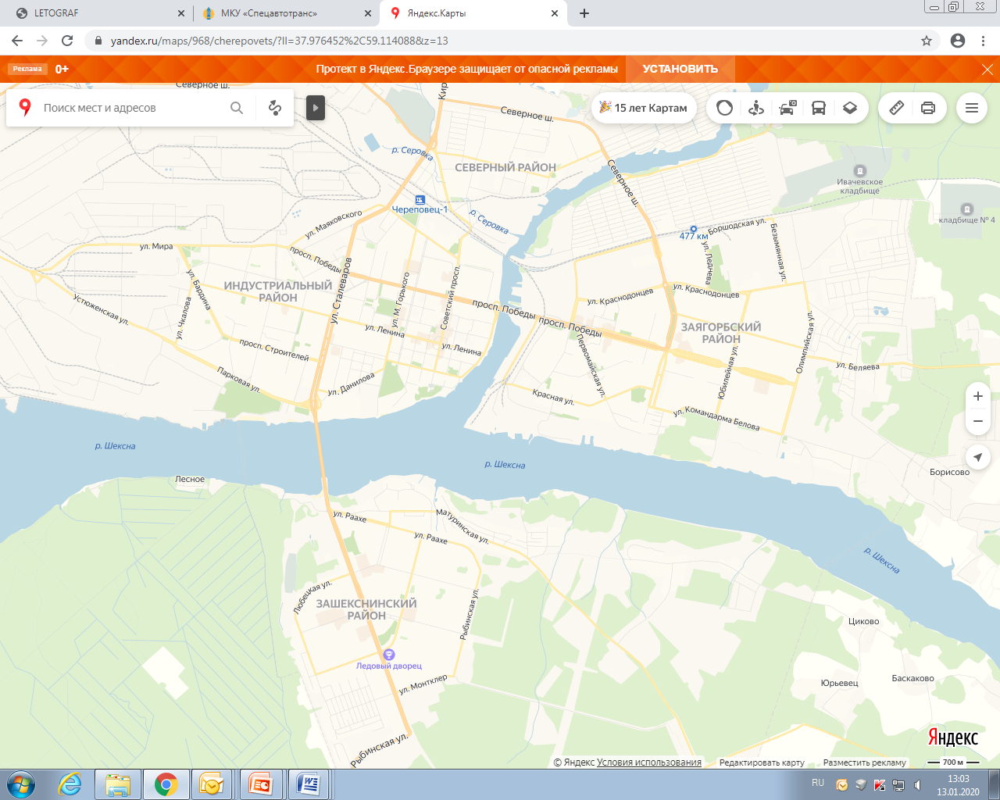 LETOGRAF
МКУ «Спецавтотранс»
Яндекс.Карты
yandex.ru/maps/968/cherepovets/?ll=37.976452%2C59.114088&z=13
Реклама
0+
Протект в Яндекс.Браузере защищает от опасной рекламы
УСТАНОВИТЬ
Северное ш.
Поиск мест и адресов
15 лет Картам
Северное ш.
р. Серовка
СЕВЕРНЫЙ РАЙОН
Северное ш.
Ивачевское
кладбище
Череповец-1
р. Серовка
кладбище № 4
ул. Маяковского
477 км
Боршодская ул.
Безымянная ул.
ул. Мира
просп. Победы
ул. Леднева
ул. Сталеваров
ул. М. Горького
Советский просп.
ул. Бардина
ИНДУСТРИАЛЬНЫЙ
РАЙОН
Устюженская ул.
ул. Чкалова
просп. Победы
просп. Победы
ул. Краснодонцев
ул. Краснодонцев
ЗАЯГОРБСКИЙ
РАЙОН
ул. Ленина
ул. Ленина
просп. Строителей
Первомайская ул.
Юбилейная ул.
Олимпийская ул.
ул. Беляева
Парковая ул.
ул. Данилова
Красная ул.
ул. Командарма Белова
р. Шексна
р. Шексна
Борисово
Лесное
ул. Раахе
Матуринская ул.
ул. Раахе
р. Шексна
Любецкая ул.
ЗАШЕКСНИНСКИЙ
РАЙОН
Рыбинская ул.
Циково
Ледовый дворец
ул. Монтклер
Юрьевец
Баскаково
Рыбинская ул.
Яндекс
© Яндекс Условия использования
Редактировать карту
Разместить рекламу
700 м
RU
13:03
13.01.2020